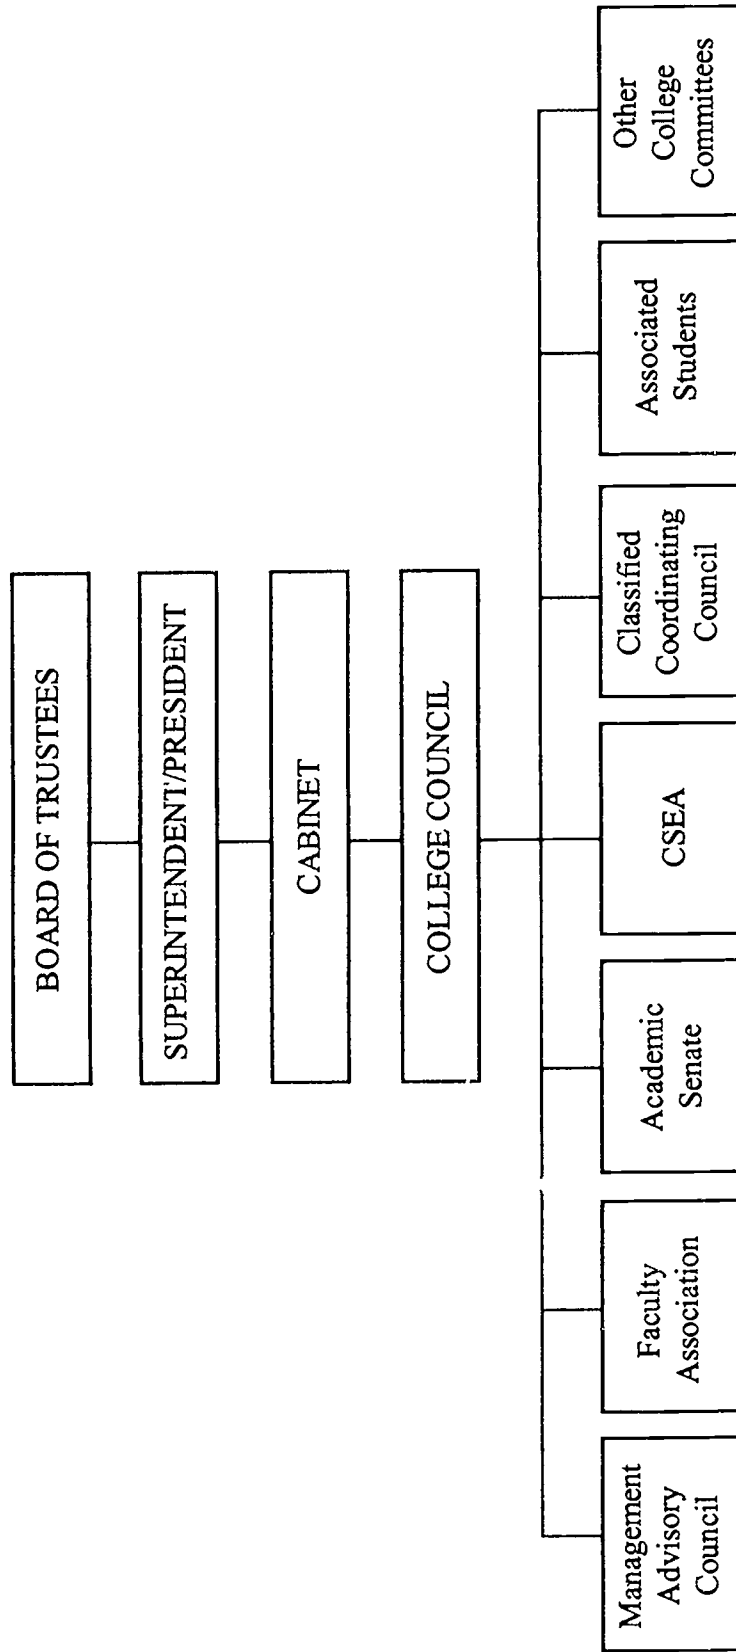 BOARD OF TRUSTEES
SUPERINTENDENT/PRESIDENT
CABINET
COLLEGE COUNCIL
Management
Advisory
Council
Faculty
Association
Academic
Senate
CSEA
Classified
Coordinating
Council
Associated
Students
Other
College
Committees